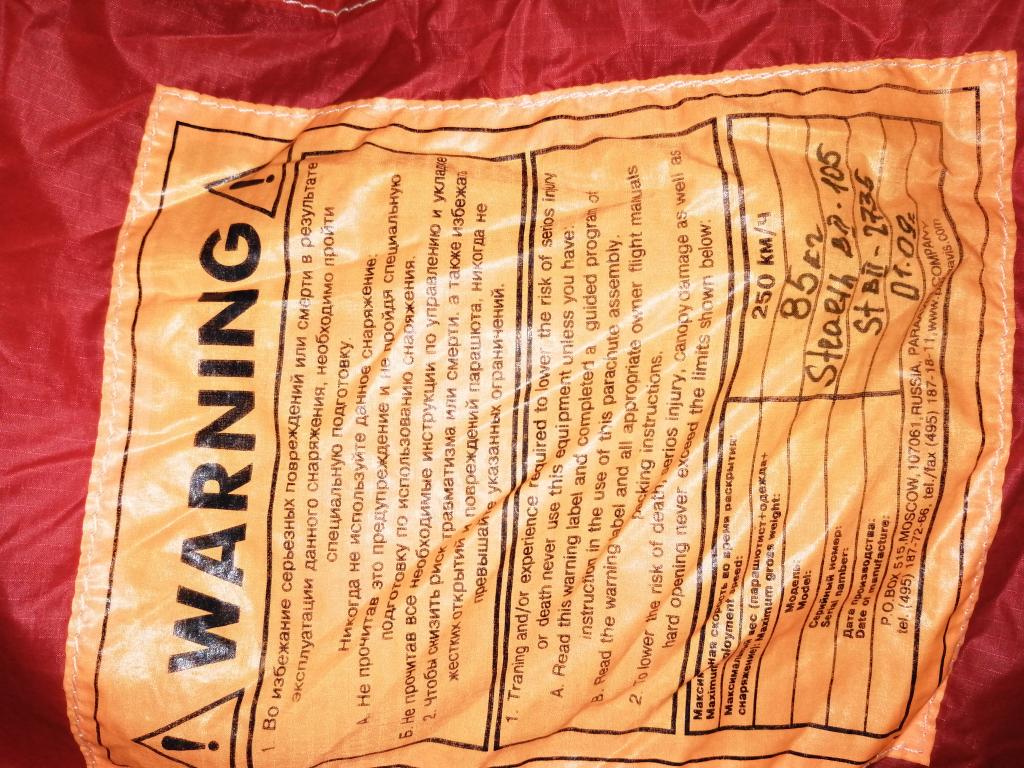 WARNING
1. Во избежание серьезных повреждений или смерти в результате
эксплуатации данного снаряжения, необходимо пройти
специальную подготовку.
Никогда не используйте данное снаряжение:
А. Не прочитав это предупреждение и не пройдя специальную
подготовку по использованию снаряжения.
Б. Не прочитав все необходимые инструкции по управлению и укладке
2. Чтобы снизить риск травматизма или смерти, а также избежать
жестких открытий и повреждений парашюта, никогда не
превышайте указанных ограничений.
1. Traning and/or experience required to lower the risk of serios injury
or death never use this equipment unless you have:
A. Read this warning label and completed a guided program of
instruction in the use of this parachute assembly.
B. Read the warning label and all appropriate owner flight manuals
packing instructions.
2. To lower the risk of death, serios injury, canopy damage as well as
hard opening never exceed the limits shown below:
Максимальная скорость во время раскрытия:
Maximum deployment speed: 250 КМ/Ч
Максимальный вес (парашютист+одежда+
снаряжение): Maximum gross weight: 85кг
Модель:
Model: Stealth вп. 105
Серийный номер:
Serial number: St ВП - 2735
Дата производства:
Date of manufacture: 01.09г
P.O.Box 515,MOSCOW, 107061,RUSSIA, PARA COMPANY
tel. (495) 187-72-66, tel./fax (495) 187-18-11, www. avis.com